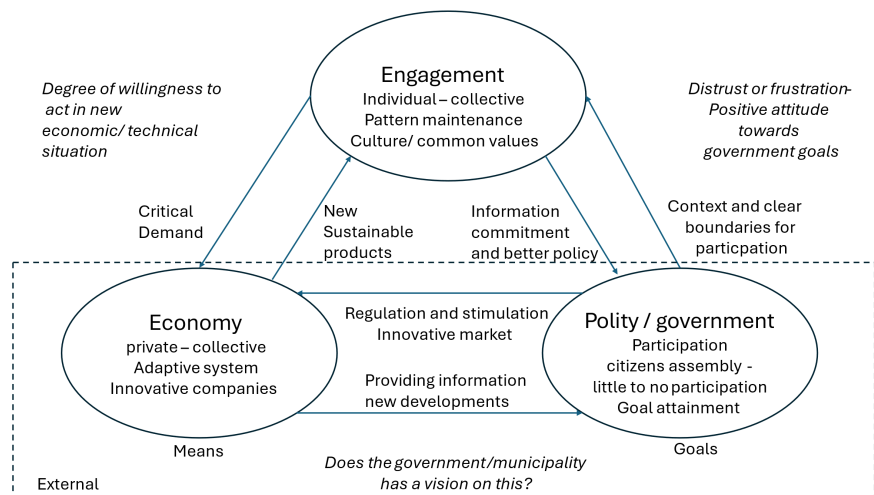 Engagement
Individual – collective
Pattern maintenance
Culture/ common values
Degree of willingness to
act in new
economic/ technical
situation
Distrust or frustration-
Positive attitude
towards
government goals
Critical
Demand
New
Sustainable
products
Information
commitment
and better policy
Context and clear
boundaries for
particpation
Economy
private – collective
Adaptive system
Innovative companies
Regulation and stimulation
Innovative market
Providing information
new developments
Polity / government
Participation
citizens assembly -
little to no participation
Goal attainment
Means
Goals
External
Does the government/municipality
has a vision on this?